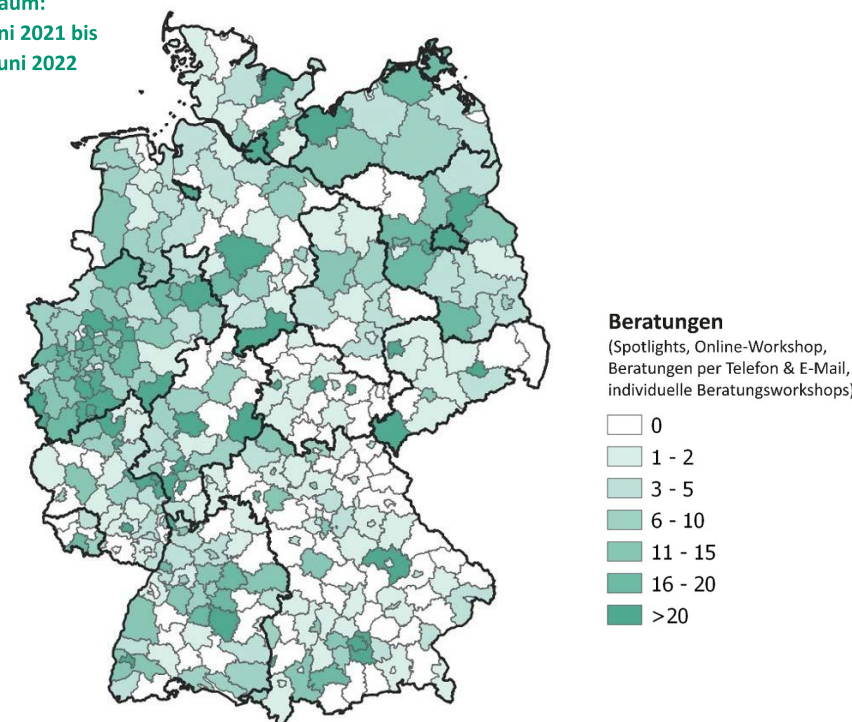 aum:
ni 2021 bis
uni 2022
Beratungen
(Spotlights, Online-Workshop,
Beratungen per Telefon & E-Mail,
individuelle Beratungsworkshops)
0
1 - 2
3 - 5
6 - 10
11 - 15
16 - 20
>20